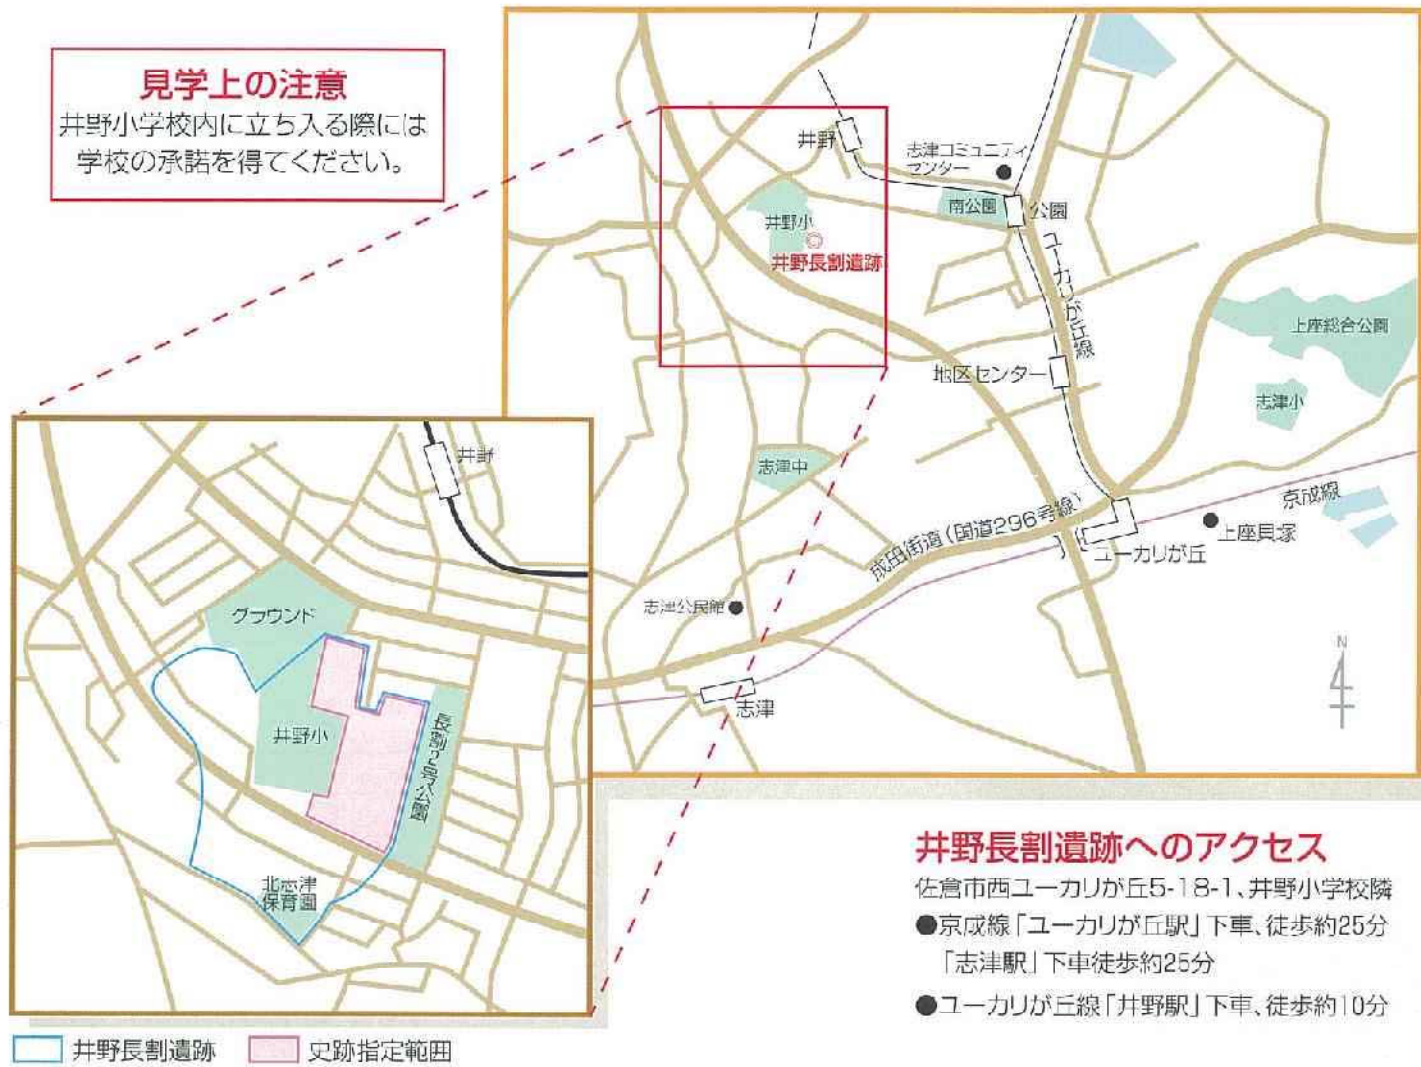 見学上の注意
井野小学校内に立ち入る際には
学校の承諾を得てください。
井野
志津コミュニティ
センター
南公園
公園
井野小
井野長割遺跡
ユーカリが丘線
上座総合公園
地区センター
志津小
志津中
京成線
成田街道(国道296号線)
上座貝塚
ユーカリが丘
志津公民館
志津
N
井野
グラウンド
井野小
長割2号公園
北志津
保育園
井野長割遺跡
史跡指定範囲
井野長割遺跡へのアクセス
佐倉市西ユーカリが丘5-18-1、井野小学校隣
●京成線「ユーカリが丘駅」下車、徒歩約25分
「志津駅」下車徒歩約25分
●ユーカリが丘線「井野駅」下車、徒歩約10分